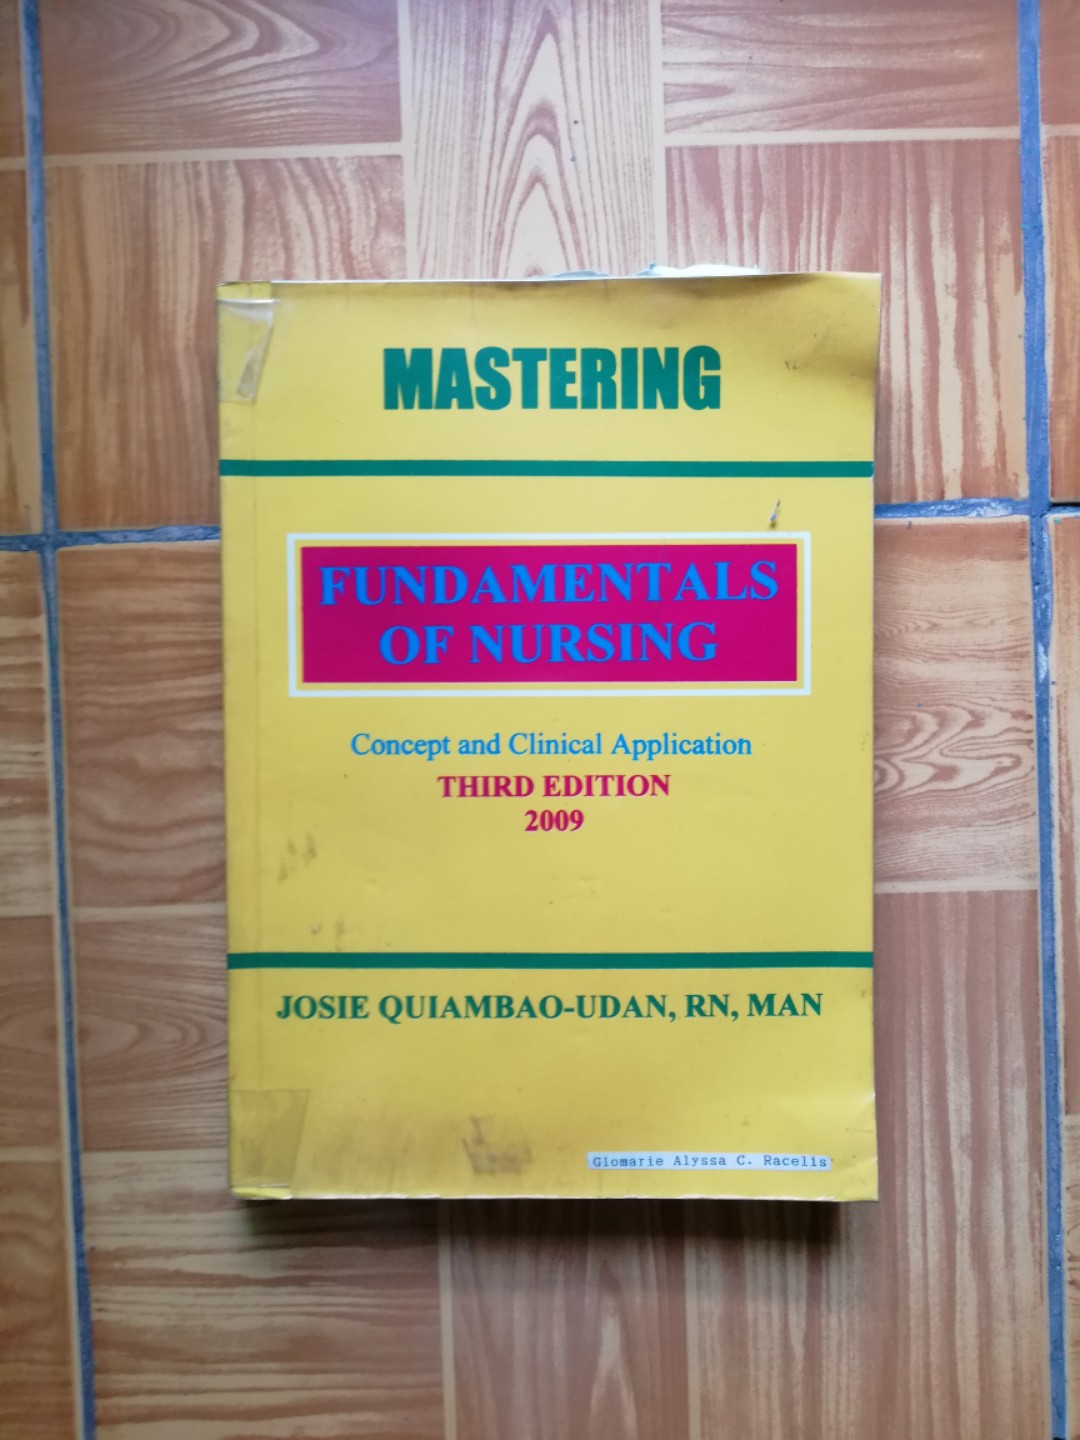 MASTERING
FUNDAMENTALS
OF NURSING
Concept and Clinical Application
THIRD EDITION
2009
JOSIE QUIAMBAO-UDAN, RN, MAN
Glomarie Alyssa C. Racelis